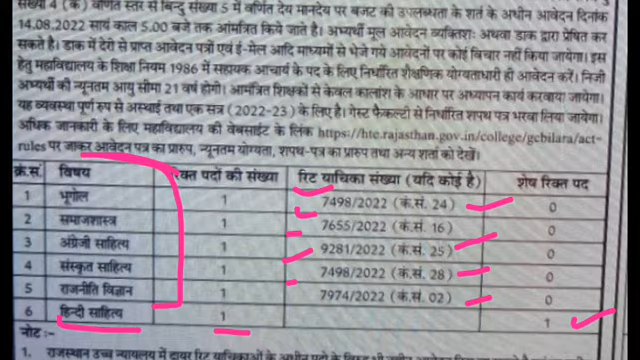 संख्या 4 (क) वर्णित स्तर से बिन्दु संख्या 5 में वर्णित देय मानदेय पर बजट की उपलब्धता के शर्त के अधीन आवेदन दिनांक
14.08.2022 सायं काल 5.00 बजे तक आंमत्रित किये जाते है। अभ्यर्थी मूल आवेदन व्यक्तिशः अथवा डाक द्वारा प्रेषित कर
सकते है। डाक में देरी से प्राप्त आवेदन पत्रों एवं ई-मेल आदि माध्यमों से भेजे गये आवेदनों पर कोई विचार नहीं किया जायेगा। इस
हेतु महाविद्यालय के शिक्षा नियम 1986 में सहायक आचार्य के पद के लिए निर्धारित शैक्षणिक योग्यताधारी ही आवेदन करें। निजी
अभ्यर्थी की न्यूनतम आयु सीमा 21 वर्ष होगी। आमंत्रित शिक्षकों से केवल कालांश के आधार पर अध्यापन कार्य करवाया जायेगा।
यह व्यवस्था पूर्ण रुप से अस्थाई तथा एक सत्र (2022-23) के लिए है। गेस्ट फैकल्टी से निर्धारित शपथ पत्र भरवा लिया जायेगा।
अधिक जानकारी के लिए महाविद्यालय की वेबसाईट के लिंक https://hte.rajasthan.gov.in/college/gcbilara/act-
rules पर जाकर आवेदन पत्र का प्रारुप, न्यूनतम योग्यता, शपथ-पत्र का प्रारुप तथा अन्य शर्तो को देखें।
क्रं.सं. विषय रिक्त पदों की संख्या रिट याचिका संख्या (यदि कोई है) शेष रिक्त पद
1 भूगोल 1 7498/2022 (कं.सं. 24) 0
2 समाजशास्त्र 1 7655/2022 (कं.सं. 16) 0
3 अंग्रेजी साहित्य 1 9281/2022 (कं.सं. 25) 0
4 संस्कृत साहित्य 1 7498/2022 (कं.सं. 28) 0
5 राजनीति विज्ञान 1 7974/2022 (कं.सं. 02) 0
6 हिन्दी साहित्य 1 1
नोट :-
1. राजस्थान उच्च न्यायालय में दायर रिट याचिकाओं के अधीन